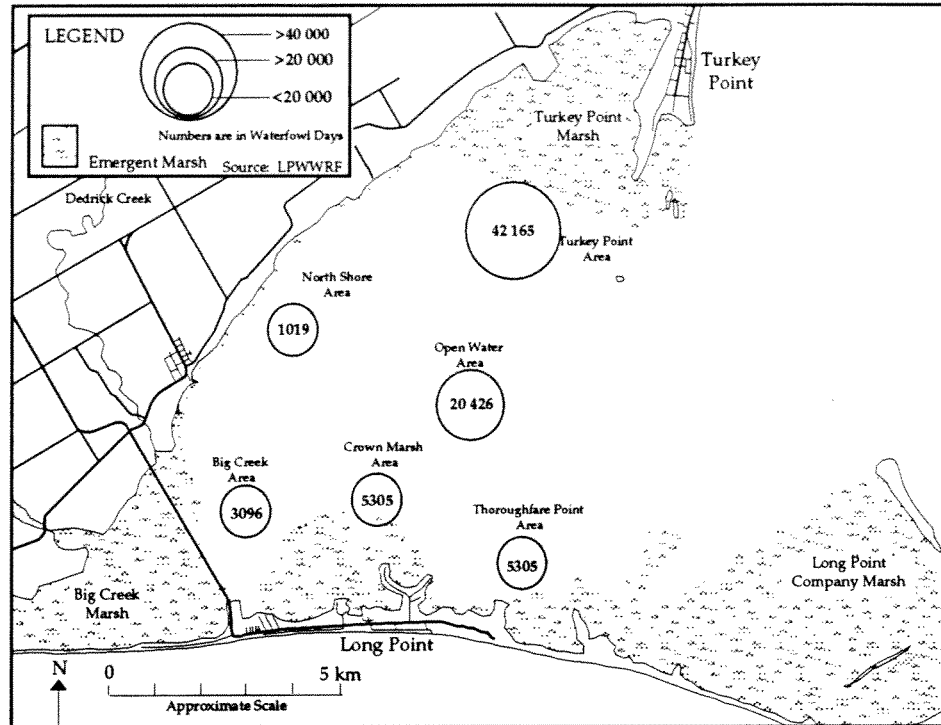 LEGEND
>40 000
>20 000
<20 000
Numbers are in Waterfowl Days
Emergent Marsh
Source: LPWWRF
Turkey
Point
Turkey Point
Marsh
Dedrick Creek
42 165
Turkey Point
Area
North Shore
Area
1019
Open Water
Area
20 426
Big Creek
Area
3096
Crown Marsh
Area
5305
Thoroughfare Point
Area
5305
Long Point
Company Marsh
Big Creek
Marsh
Long Point
N
0
5 km
Approximate Scale